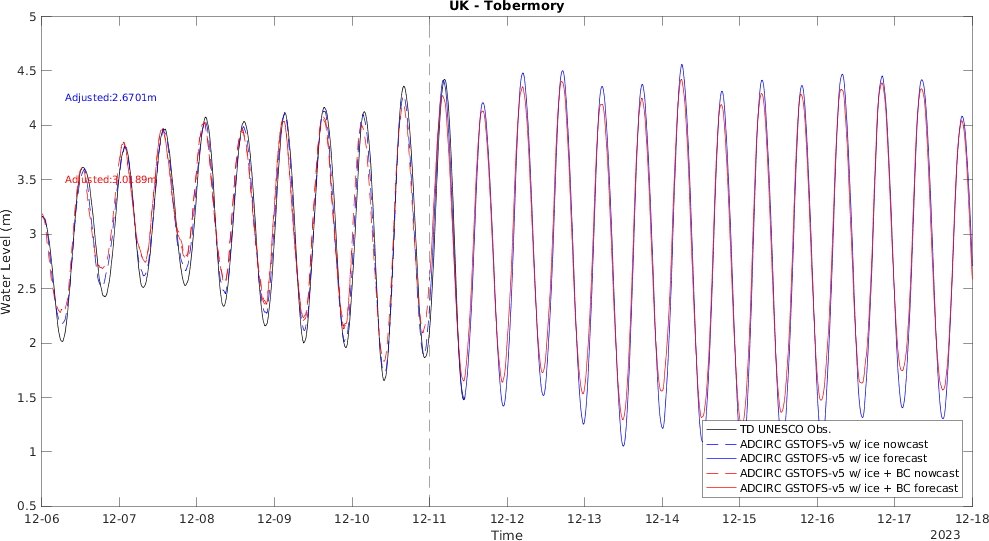 UK - Tobermory
5
4.5
4
3.5
3
2.5
2
1.5
1
0.5
Water Level (m)
Adjusted:2.6701m
Adjusted:3.0189m
TD UNESCO Obs.
ADCIRC GSTOFS-v5 w/ ice nowcast
ADCIRC GSTOFS-v5 w/ ice forecast
ADCIRC GSTOFS-v5 w/ ice + BC nowcast
ADCIRC GSTOFS-v5 w/ ice + BC forecast
12-06 12-07 12-08 12-09 12-10 12-11 12-12 12-13 12-14 12-15 12-16 12-17 12-18
Time
2023